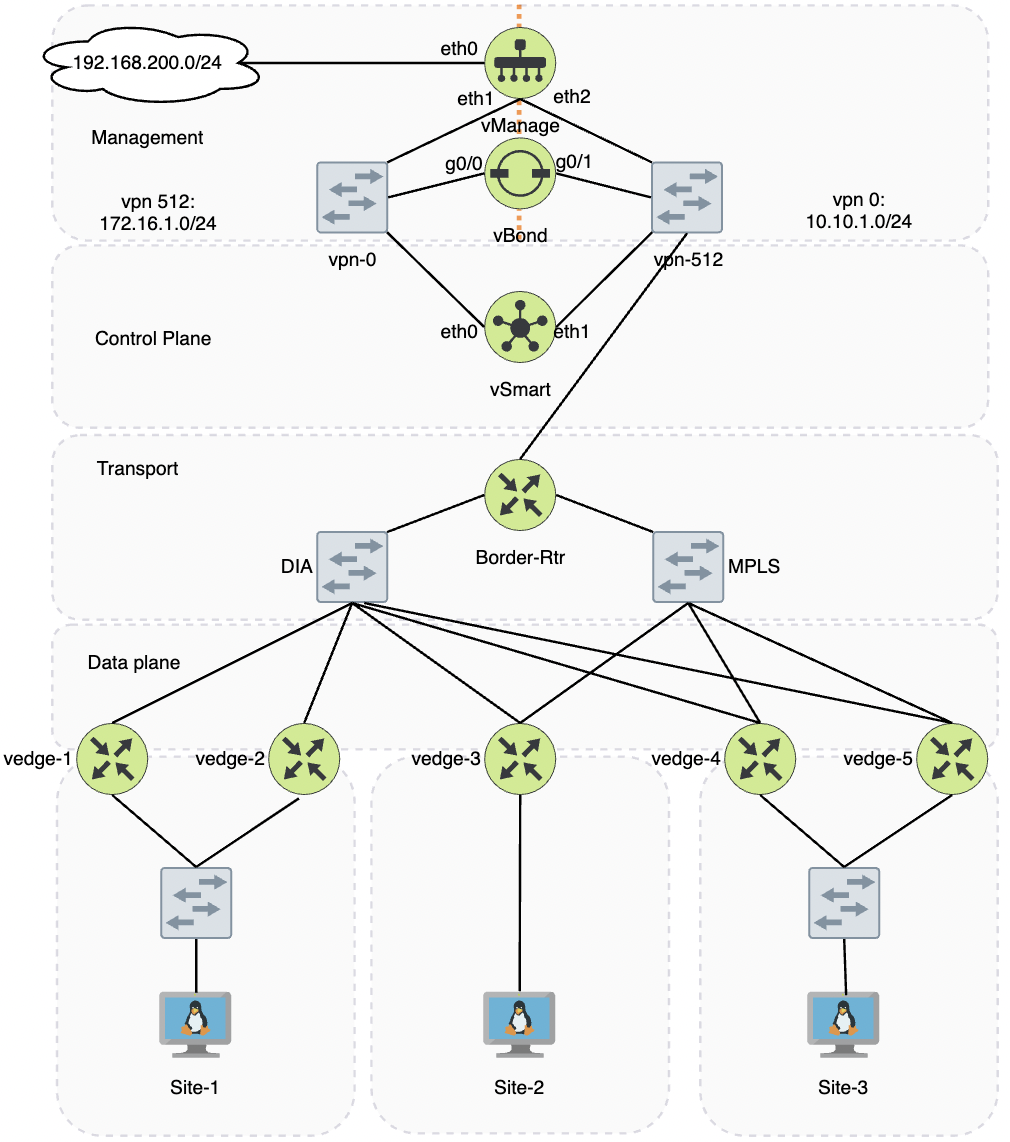 192.168.200.0/24
eth0
eth1
eth2
vManage
Management
g0/0
g0/1
vpn 512:
172.16.1.0/24
vpn 0:
10.10.1.0/24
vBond
vpn-0
vpn-512
Control Plane
eth0
eth1
vSmart
Transport
Border-Rtr
DIA
MPLS
Data plane
vedge-1
vedge-2
vedge-3
vedge-4
vedge-5
Site-1
Site-2
Site-3